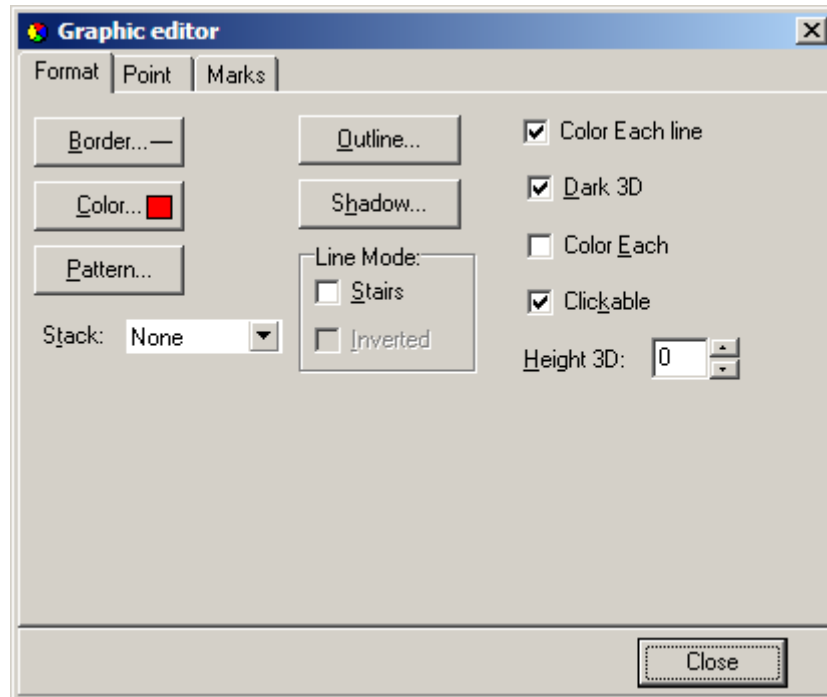 Graphic editor
Format
Point
Marks
Border...
Outline...
Color Each line
Color...
Shadow...
Dark 3D
Pattern...
Line Mode:
Color Each
Stairs
Clickable
Stack:
None
Inverted
Height 3D:
0
Close